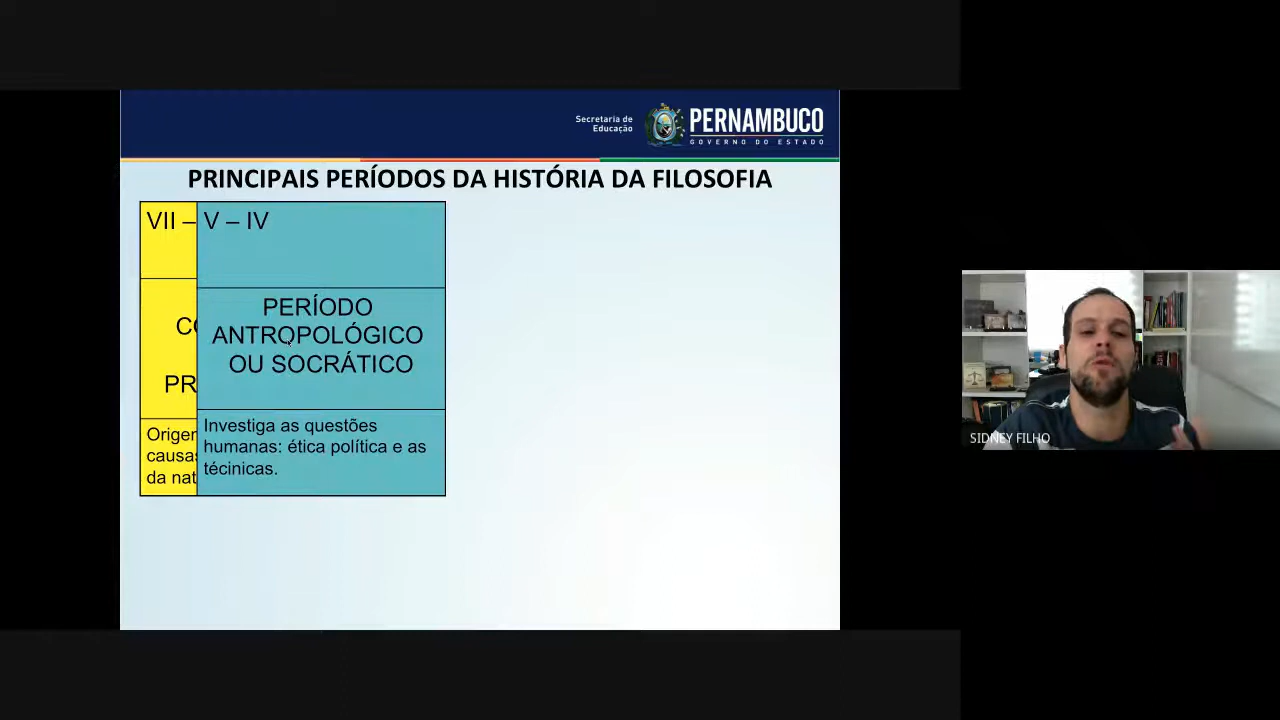 Secretaria de
Educação
PERNAMBUCO
GOVERNO DO ESTADO
PRINCIPAIS PERÍODOS DA HISTÓRIA DA FILOSOFIA
VII –
V – IV
PERÍODO
ANTROPOLÓGICO
OU SOCRÁTICO
Investiga as questões
humanas: ética política e as
técinicas.
da
SIDNEY FILHO